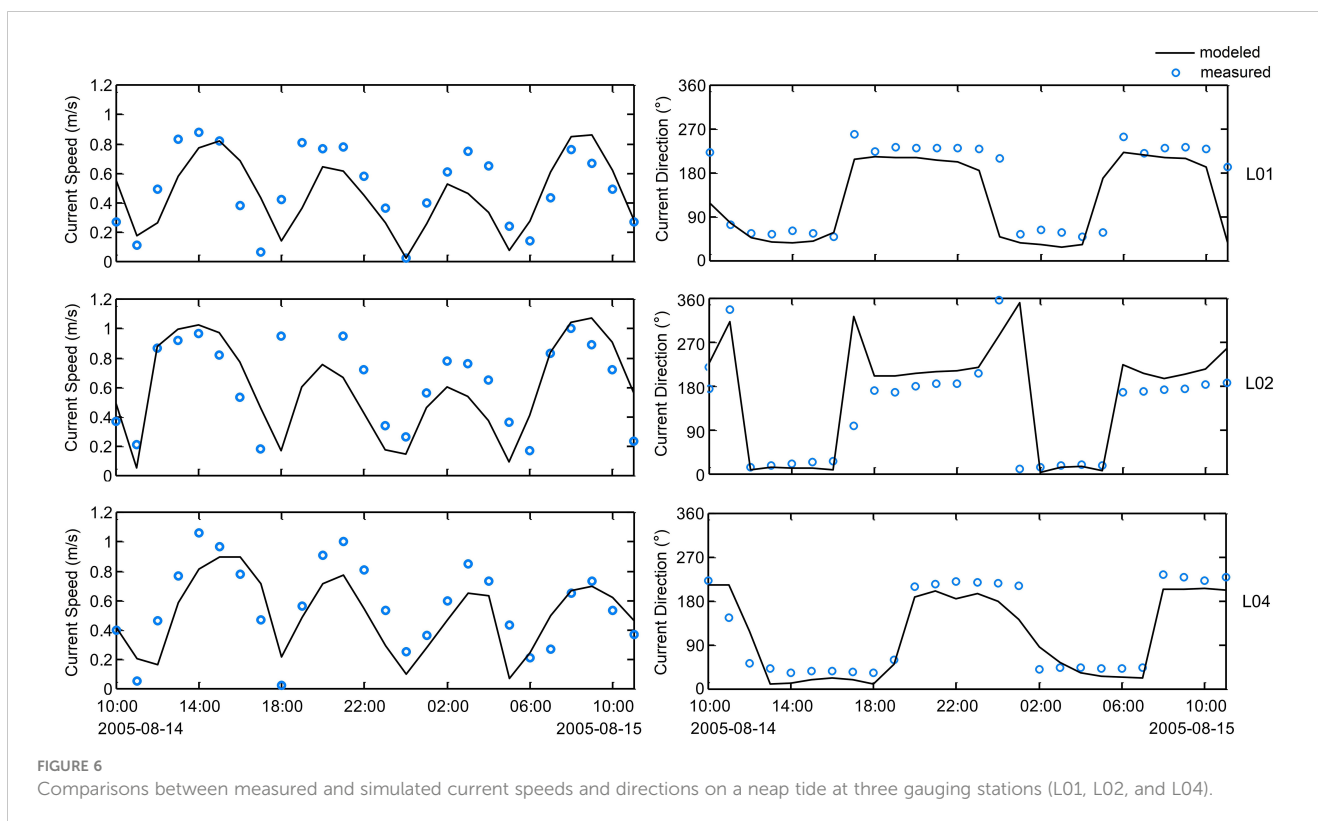 modeled
measured
1.2
1
0.8
0.6
0.4
0.2
0
Current Speed (m/s)
360
270
180
90
0
Current Direction (°)
L01
1.2
1
0.8
0.6
0.4
0.2
0
Current Speed (m/s)
360
270
180
90
0
Current Direction (°)
L02
1.2
1
0.8
0.6
0.4
0.2
0
Current Speed (m/s)
360
270
180
90
0
Current Direction (°)
L04
10:00 14:00 18:00 22:00 02:00 06:00 10:00
2005-08-14 2005-08-15
10:00 14:00 18:00 22:00 02:00 06:00 10:00
2005-08-14 2005-08-15
FIGURE 6
Comparisons between measured and simulated current speeds and directions on a neap tide at three gauging stations (L01, L02, and L04).